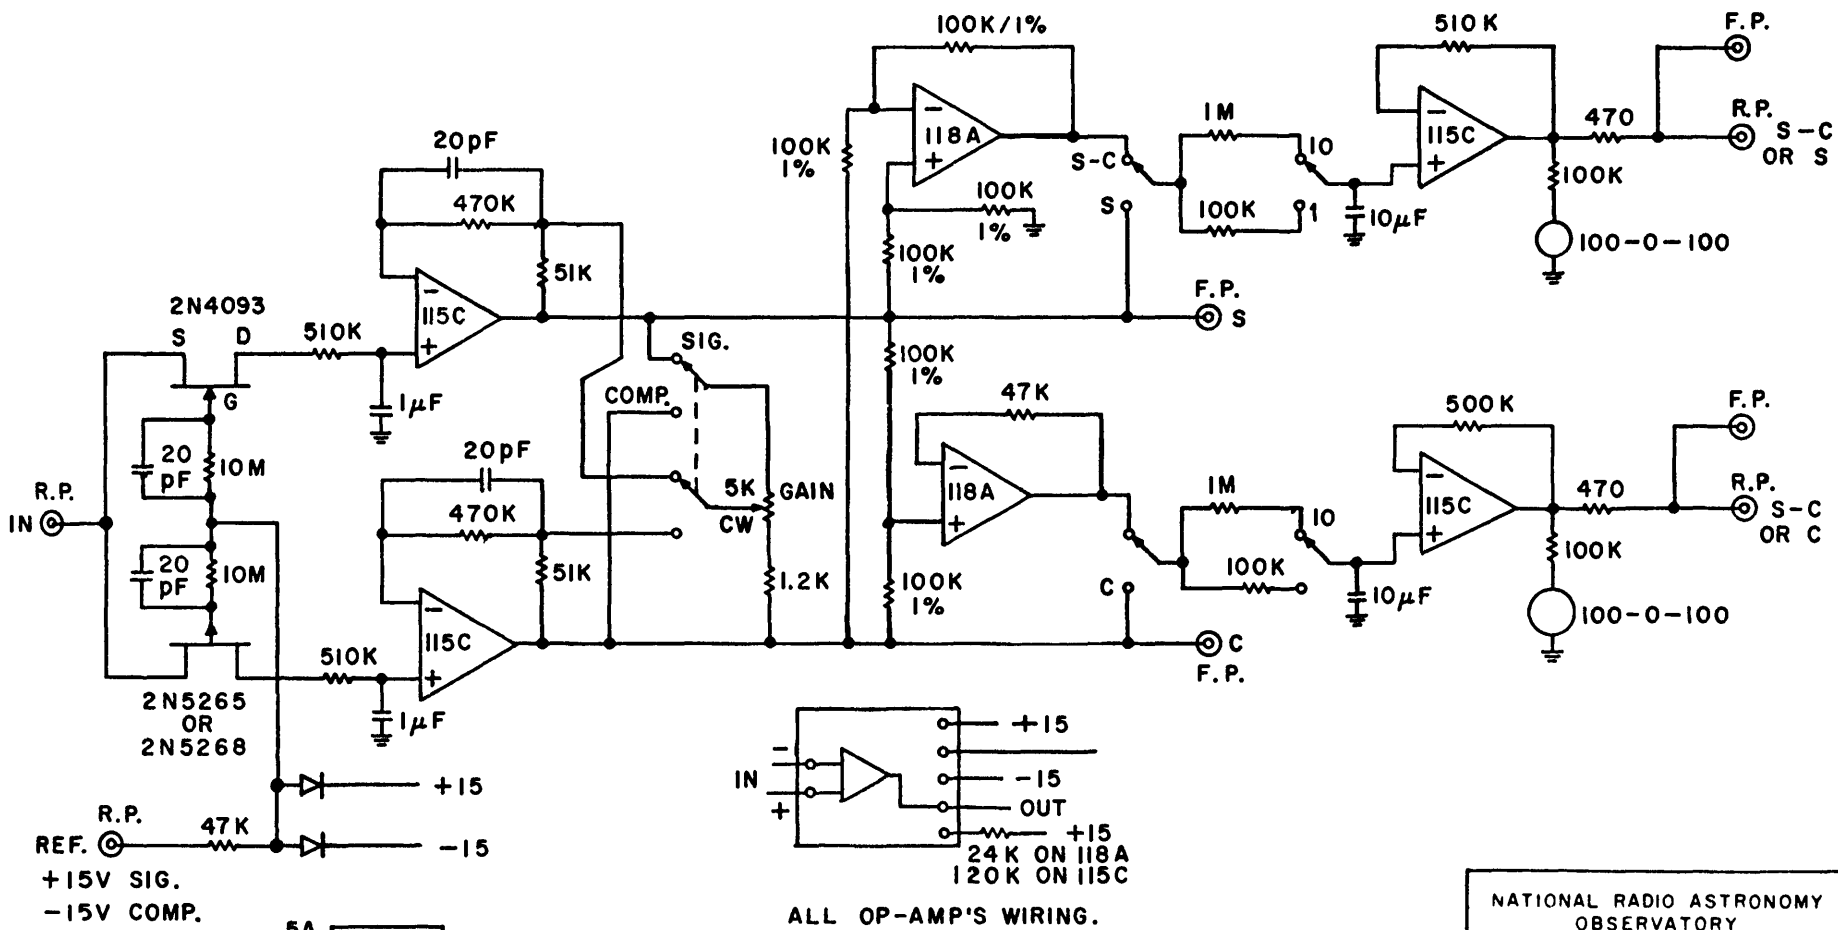 100K/1%
118A
−
+
100K
1%
100K
1%
100K
1%
S-C
S
1M
100K
10
1
10µF
510K
115C
−
+
470
100K
100-0-100
F.P.
R.P.
S-C
OR S
20pF
470K
51K
115C
−
+
2N4093
S
D
G
510K
1µF
20
pF
10M
20
pF
10M
R.P.
IN
2N5265
OR
2N5268
510K
1µF
20pF
470K
51K
115C
−
+
SIG.
COMP.
5K
GAIN
CW
1.2K
F.P.
S
100K
1%
100K
1%
47K
118A
−
+
C
C
F.P.
1M
100K
10
10µF
500K
115C
−
+
470
100K
100-0-100
F.P.
R.P.
S-C
OR C
+15
-15
R.P.
REF.
47K
+15V SIG.
-15V COMP.
5A
IN
−
+
+15
-15
OUT
+15
24K ON 118A
120K ON 115C
ALL OP-AMP'S WIRING.
NATIONAL RADIO ASTRONOMY
OBSERVATORY